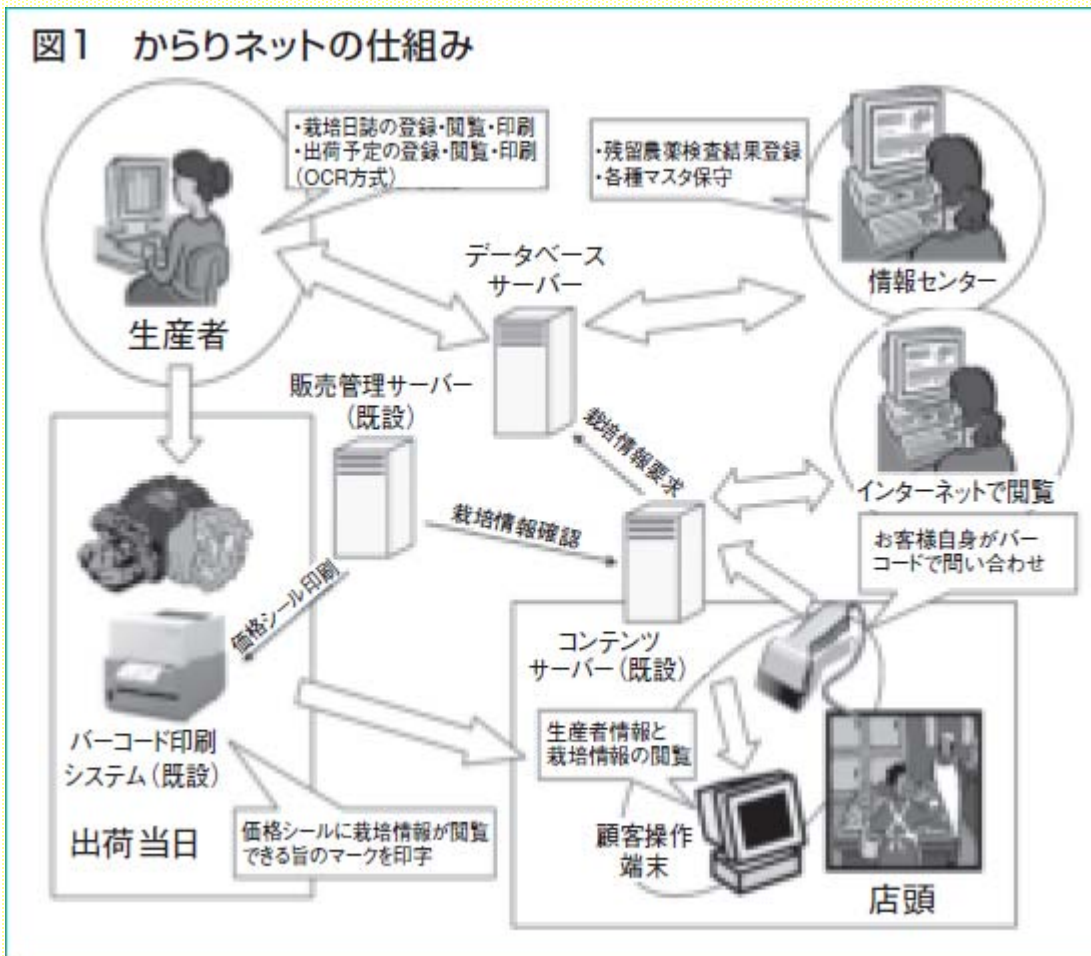 図1　からりネットの仕組み
・栽培日誌の登録・閲覧・印刷
・出荷予定の登録・閲覧・印刷
（OCR方式）
・残留農薬検査結果登録
・各種マスタ保守
生産者
データベース
サーバー
情報センター
販売管理サーバー
（既設）
栽培情報要求
インターネットで閲覧
栽培情報確認
お客様自身がバー
コードで問い合わせ
価格シール印刷
コンテンツ
サーバー（既設）
バーコード印刷
システム（既設）
生産者情報と
栽培情報の閲覧
出荷当日
価格シールに栽培情報が閲覧
できる旨のマークを印字
顧客操作
端末
店頭